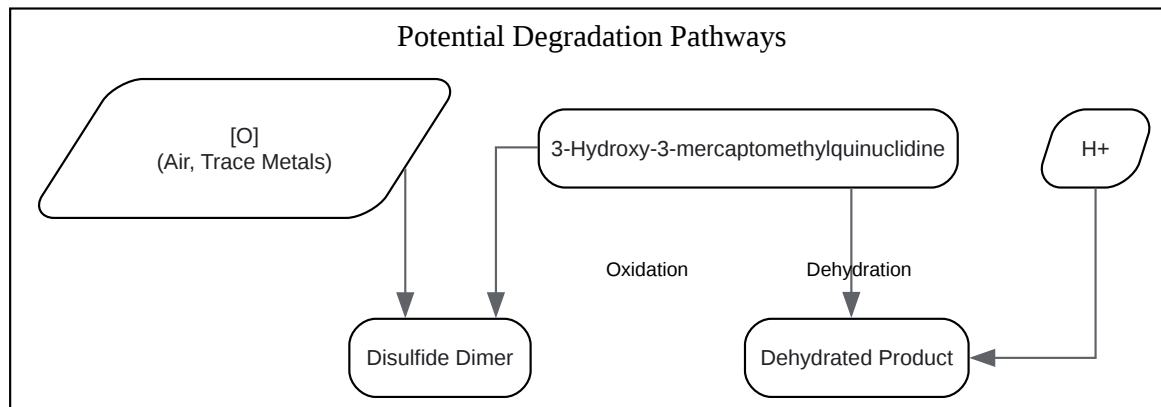 Potential Degradation Pathways
[O]
(Air, Trace Metals)
3-Hydroxy-3-mercaptomethylquinuclidine
H+
Oxidation
Dehydration
Disulfide Dimer
Dehydrated Product